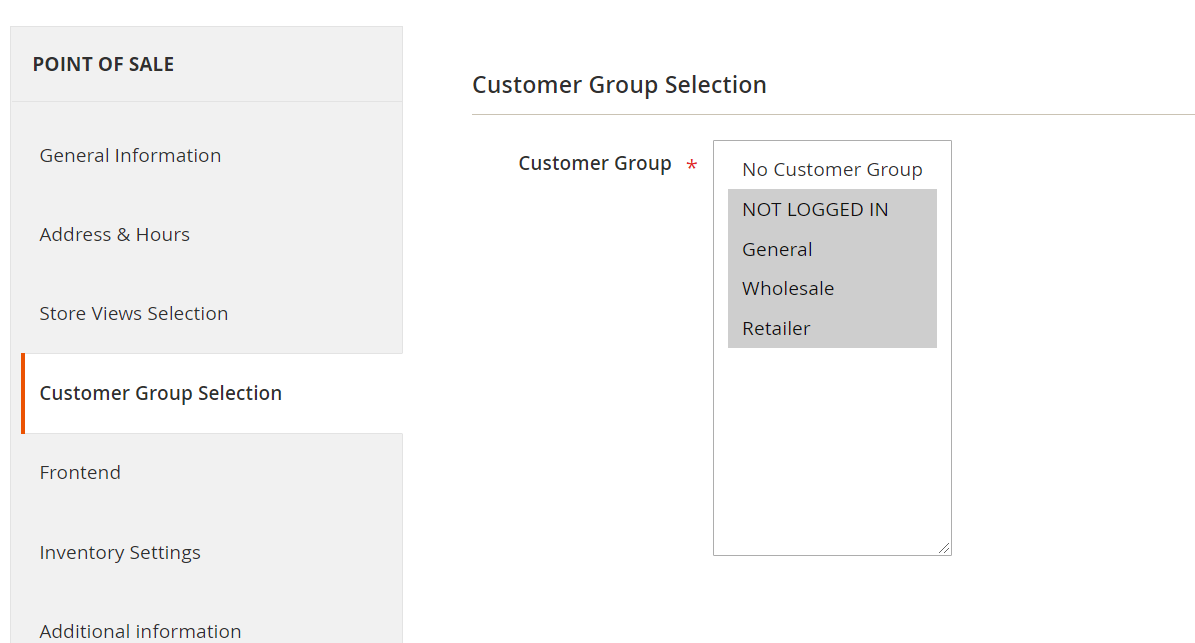 POINT OF SALE
General Information
Address & Hours
Store Views Selection
Customer Group Selection
Frontend
Inventory Settings
Additional information
Customer Group Selection
Customer Group *
No Customer Group
NOT LOGGED IN
General
Wholesale
Retailer